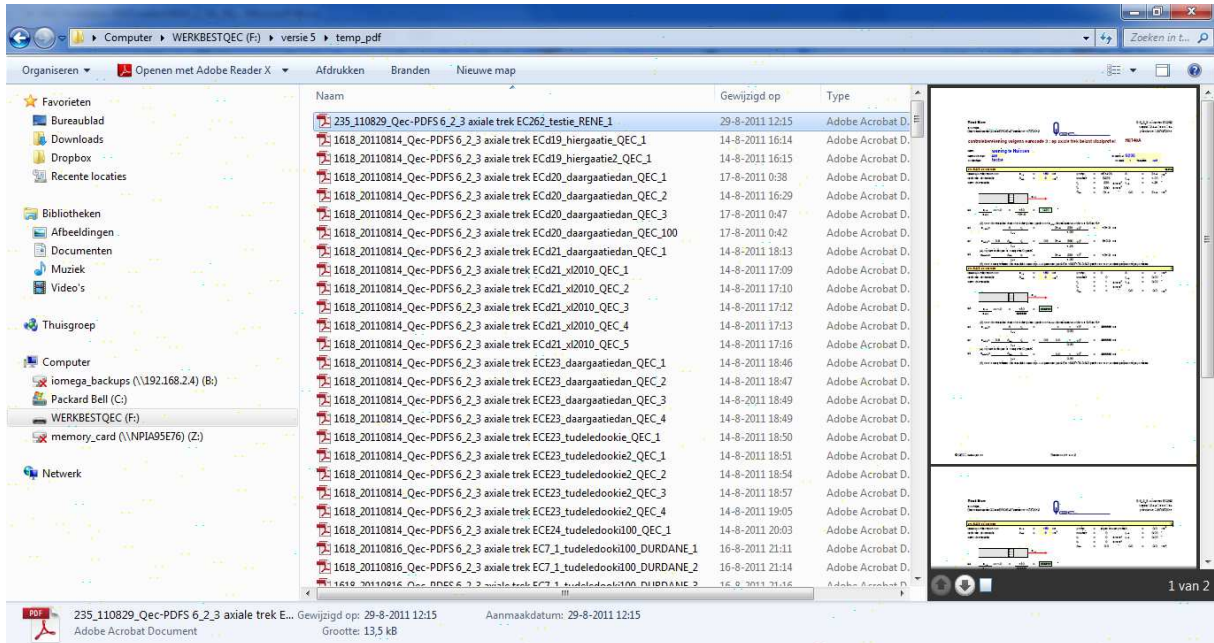 Computer ▸ WERKBESTQEC (F:) ▸ versie 5 ▸ temp_pdf
Zoeken in t...
Organiseren
Openen met Adobe Reader X
Afdrukken
Branden
Nieuwe map
Favorieten
Bureaublad
Downloads
Dropbox
Recente locaties
Bibliotheken
Afbeeldingen
Documenten
Muziek
Video's
Thuisgroep
Computer
iomega_backups (\\192.168.2.4) (B:)
Packard Bell (C:)
WERKBESTQEC (F:)
memory_card (\\NPIA95E76) (Z:)
Netwerk
Naam Gewijzigd op Type
235_110829_Qec-PDFS 6_2_3 axiale trek EC262_testie_RENE_1 29-8-2011 12:15 Adobe Acrobat D.
1618_20110814_Qec-PDFS 6_2_3 axiale trek ECd19_hiergaatie_QEC_1 14-8-2011 16:14 Adobe Acrobat D.
1618_20110814_Qec-PDFS 6_2_3 axiale trek ECd19_hiergaatie2_QEC_1 14-8-2011 16:15 Adobe Acrobat D.
1618_20110814_Qec-PDFS 6_2_3 axiale trek ECd20_daargaatiedan_QEC_1 17-8-2011 0:38 Adobe Acrobat D.
1618_20110814_Qec-PDFS 6_2_3 axiale trek ECd20_daargaatiedan_QEC_2 14-8-2011 16:29 Adobe Acrobat D.
1618_20110814_Qec-PDFS 6_2_3 axiale trek ECd20_daargaatiedan_QEC_3 17-8-2011 0:47 Adobe Acrobat D.
1618_20110814_Qec-PDFS 6_2_3 axiale trek ECd20_daargaatiedan_QEC_100 17-8-2011 0:42 Adobe Acrobat D.
1618_20110814_Qec-PDFS 6_2_3 axiale trek ECd21_daargaatiedan_QEC_1 14-8-2011 18:13 Adobe Acrobat D.
1618_20110814_Qec-PDFS 6_2_3 axiale trek ECd21_xl2010_QEC_1 14-8-2011 17:09 Adobe Acrobat D.
1618_20110814_Qec-PDFS 6_2_3 axiale trek ECd21_xl2010_QEC_2 14-8-2011 17:10 Adobe Acrobat D.
1618_20110814_Qec-PDFS 6_2_3 axiale trek ECd21_xl2010_QEC_3 14-8-2011 17:12 Adobe Acrobat D.
1618_20110814_Qec-PDFS 6_2_3 axiale trek ECd21_xl2010_QEC_4 14-8-2011 17:13 Adobe Acrobat D.
1618_20110814_Qec-PDFS 6_2_3 axiale trek ECd21_xl2010_QEC_5 14-8-2011 17:16 Adobe Acrobat D.
1618_20110814_Qec-PDFS 6_2_3 axiale trek ECE23_daargaatiedan_QEC_1 14-8-2011 18:46 Adobe Acrobat D.
1618_20110814_Qec-PDFS 6_2_3 axiale trek ECE23_daargaatiedan_QEC_2 14-8-2011 18:47 Adobe Acrobat D.
1618_20110814_Qec-PDFS 6_2_3 axiale trek ECE23_daargaatiedan_QEC_3 14-8-2011 18:49 Adobe Acrobat D.
1618_20110814_Qec-PDFS 6_2_3 axiale trek ECE23_daargaatiedan_QEC_4 14-8-2011 18:49 Adobe Acrobat D.
1618_20110814_Qec-PDFS 6_2_3 axiale trek ECE23_tudeledookie_QEC_1 14-8-2011 18:50 Adobe Acrobat D.
1618_20110814_Qec-PDFS 6_2_3 axiale trek ECE23_tudeledookie2_QEC_1 14-8-2011 18:51 Adobe Acrobat D.
1618_20110814_Qec-PDFS 6_2_3 axiale trek ECE23_tudeledookie2_QEC_2 14-8-2011 18:54 Adobe Acrobat D.
1618_20110814_Qec-PDFS 6_2_3 axiale trek ECE23_tudeledookie2_QEC_3 14-8-2011 18:57 Adobe Acrobat D.
1618_20110814_Qec-PDFS 6_2_3 axiale trek ECE23_tudeledookie2_QEC_4 14-8-2011 19:05 Adobe Acrobat D.
1618_20110814_Qec-PDFS 6_2_3 axiale trek ECE24_tudeledooki100_QEC_1 14-8-2011 20:03 Adobe Acrobat D.
1618_20110816_Qec-PDFS 6_2_3 axiale trek EC7_1_tudeledooki100_DURDANE_1 16-8-2011 21:11 Adobe Acrobat D.
1618_20110816_Qec-PDFS 6_2_3 axiale trek EC7_1_tudeledooki100_DURDANE_2 16-8-2011 21:14 Adobe Acrobat D.
1618_20110816_Qec-PDFS 6_2_3 axiale trek EC7_1_tudeledooki100_DURDANE_3 16-8-2011 21:16 Adobe Acrobat D.
1 van 2
235_110829_Qec-PDFS 6_2_3 axiale trek E... Gewijzigd op: 29-8-2011 12:15 Aanmaakdatum: 29-8-2011 12:15
Adobe Acrobat Document Grootte: 13,5 kB